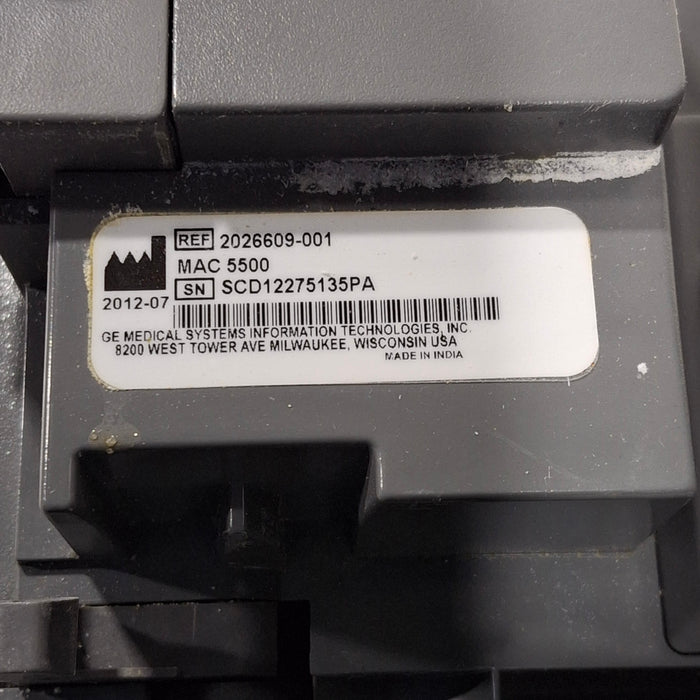 REF 2026609-001
MAC 5500
2012-07 SN SCD12275135PA
GE MEDICAL SYSTEMS INFORMATION TECHNOLOGIES, INC.
8200 WEST TOWER AVE MILWAUKEE, WISCONSIN USA
MADE IN INDIA